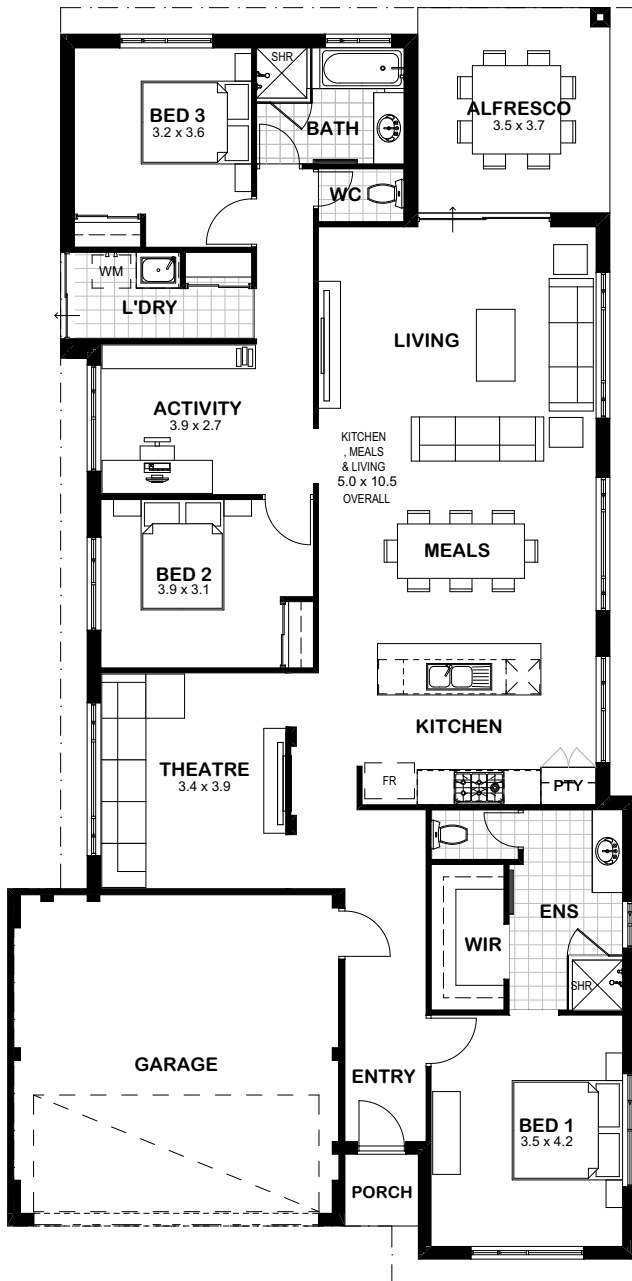 SHR
BED 3
3.2 x 3.6
BATH
ALFRESCO
3.5 x 3.7
WC
WM
L'DRY
LIVING
ACTIVITY
3.9 x 2.7
KITCHEN
, MEALS
& LIVING
5.0 x 10.5
OVERALL
MEALS
BED 2
3.9 x 3.1
KITCHEN
THEATRE
3.4 x 3.9
FR
PTY
ENS
WIR
SHR
GARAGE
ENTRY
BED 1
3.5 x 4.2
PORCH